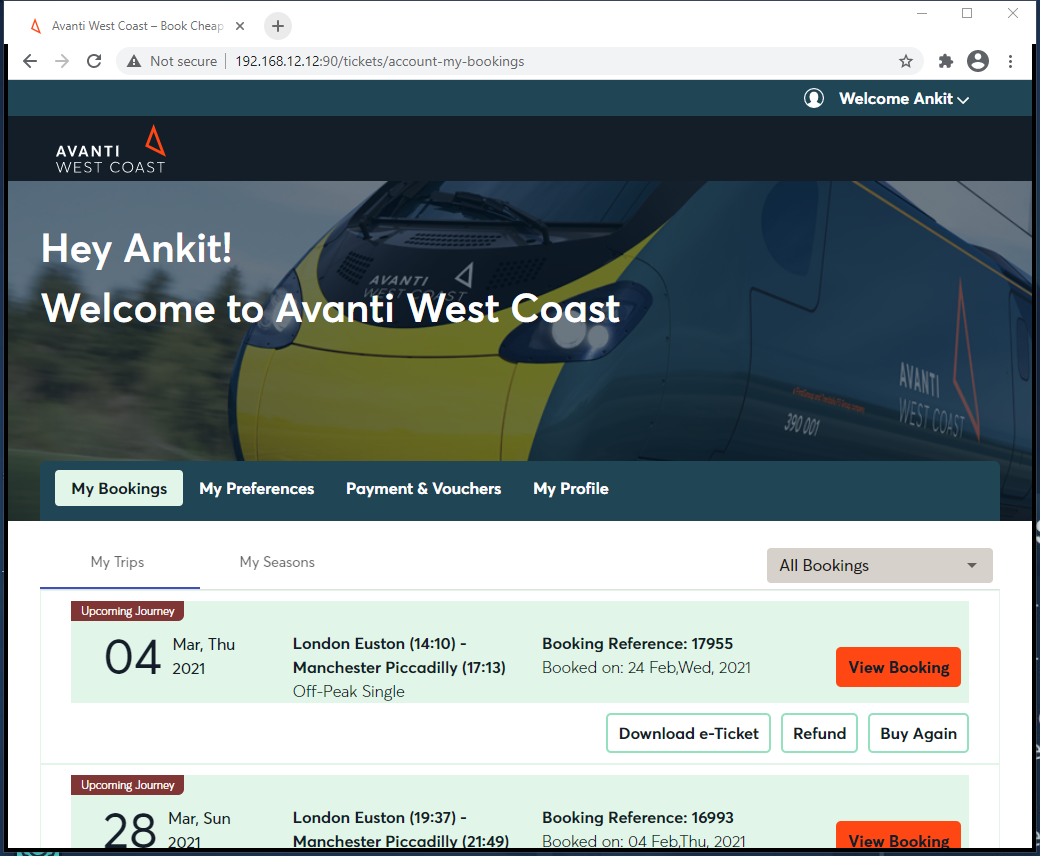 Avanti West Coast – Book Cheap
Not secure
192.168.12.12:90/tickets/account-my-bookings
Welcome Ankit
AVANTI
WEST COAST
Hey Ankit!
Welcome to Avanti West Coast
AVANTI
WEST COAST
AVANTI
WEST COAST
390 001
My Bookings
My Preferences
Payment & Vouchers
My Profile
My Trips
My Seasons
All Bookings
Upcoming Journey
04
Mar, Thu
2021
London Euston (14:10) -
Manchester Piccadilly (17:13)
Off-Peak Single
Booking Reference: 17955
Booked on: 24 Feb,Wed, 2021
View Booking
Download e-Ticket
Refund
Buy Again
Upcoming Journey
28
Mar, Sun
2021
London Euston (19:37) -
Manchester Piccadilly (21:49)
Booking Reference: 16993
Booked on: 04 Feb,Thu, 2021
View Booking